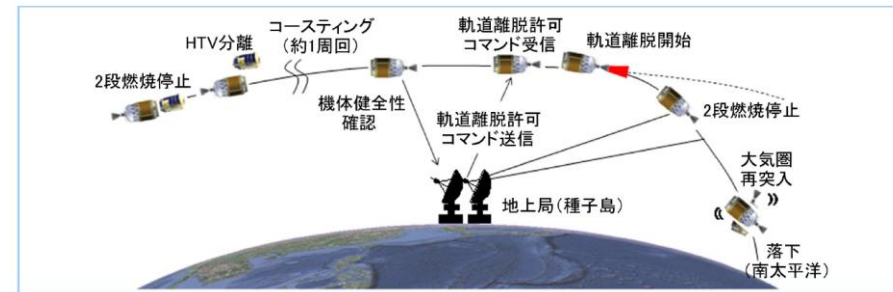 コースティング
(約1周回)
HTV分離
2段燃焼停止
機体健全性
確認
軌道離脱許可
コマンド受信
軌道離脱許可
コマンド送信
軌道離脱開始
2段燃焼停止
大気圏
再突入
地上局(種子島)
落下
(南太平洋)